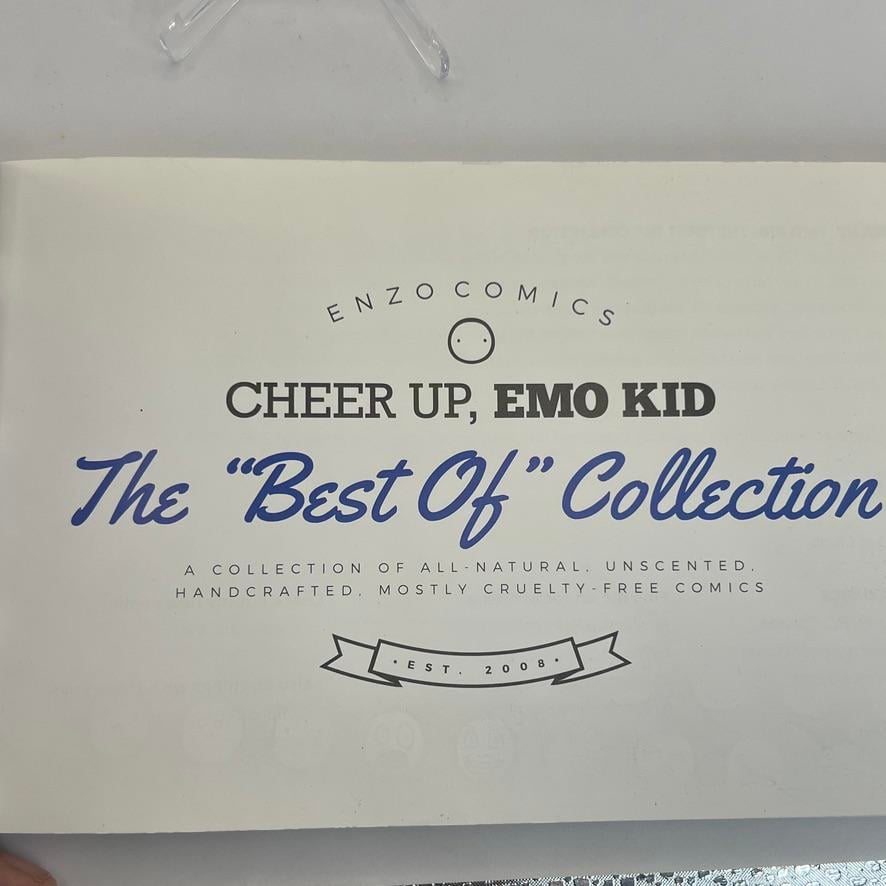 ENZO COMICS
CHEER UP, EMO KID
The “Best Of” Collection
A COLLECTION OF ALL-NATURAL, UNSCENTED,
HANDCRAFTED, MOSTLY CRUELTY-FREE COMICS
•EST. 2008•